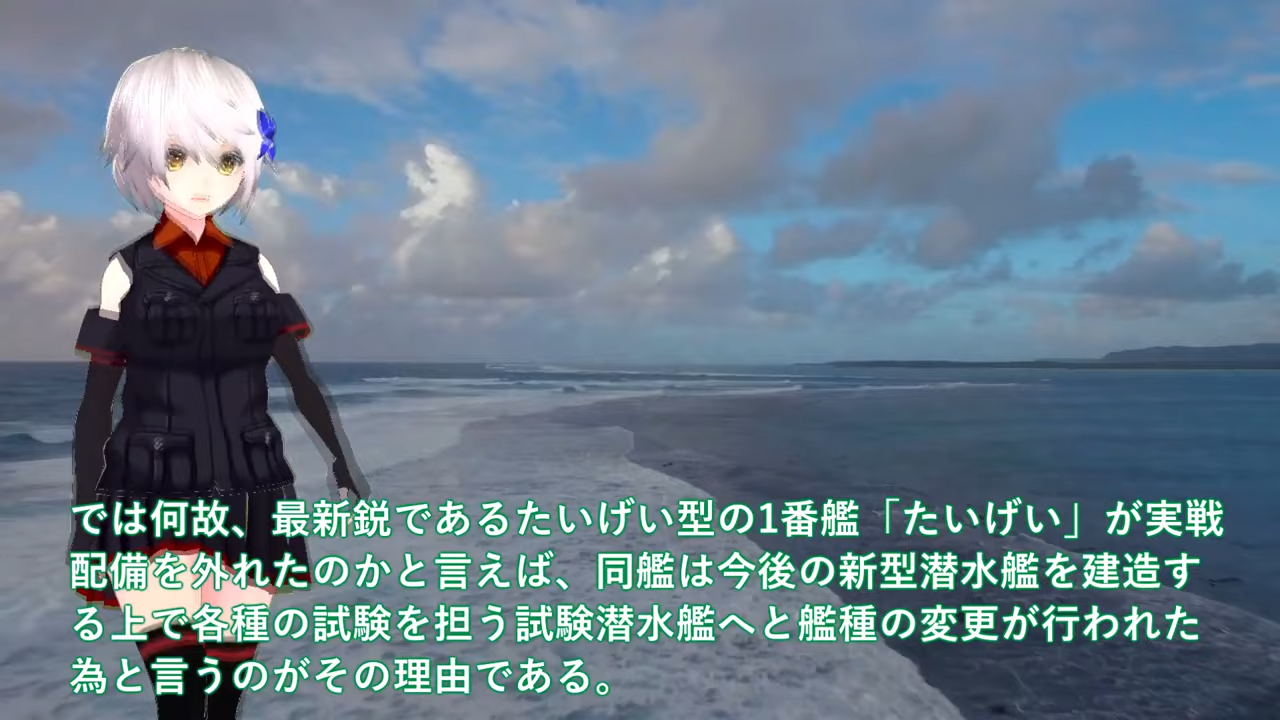 では何故、最新鋭であるたいげい型の1番艦「たいげい」が実戦
配備を外れたのかと言えば、同艦は今後の新型潜水艦を建造す
る上で各種の試験を担う試験潜水艦へと艦種の変更が行われた
為と言うのがその理由である。